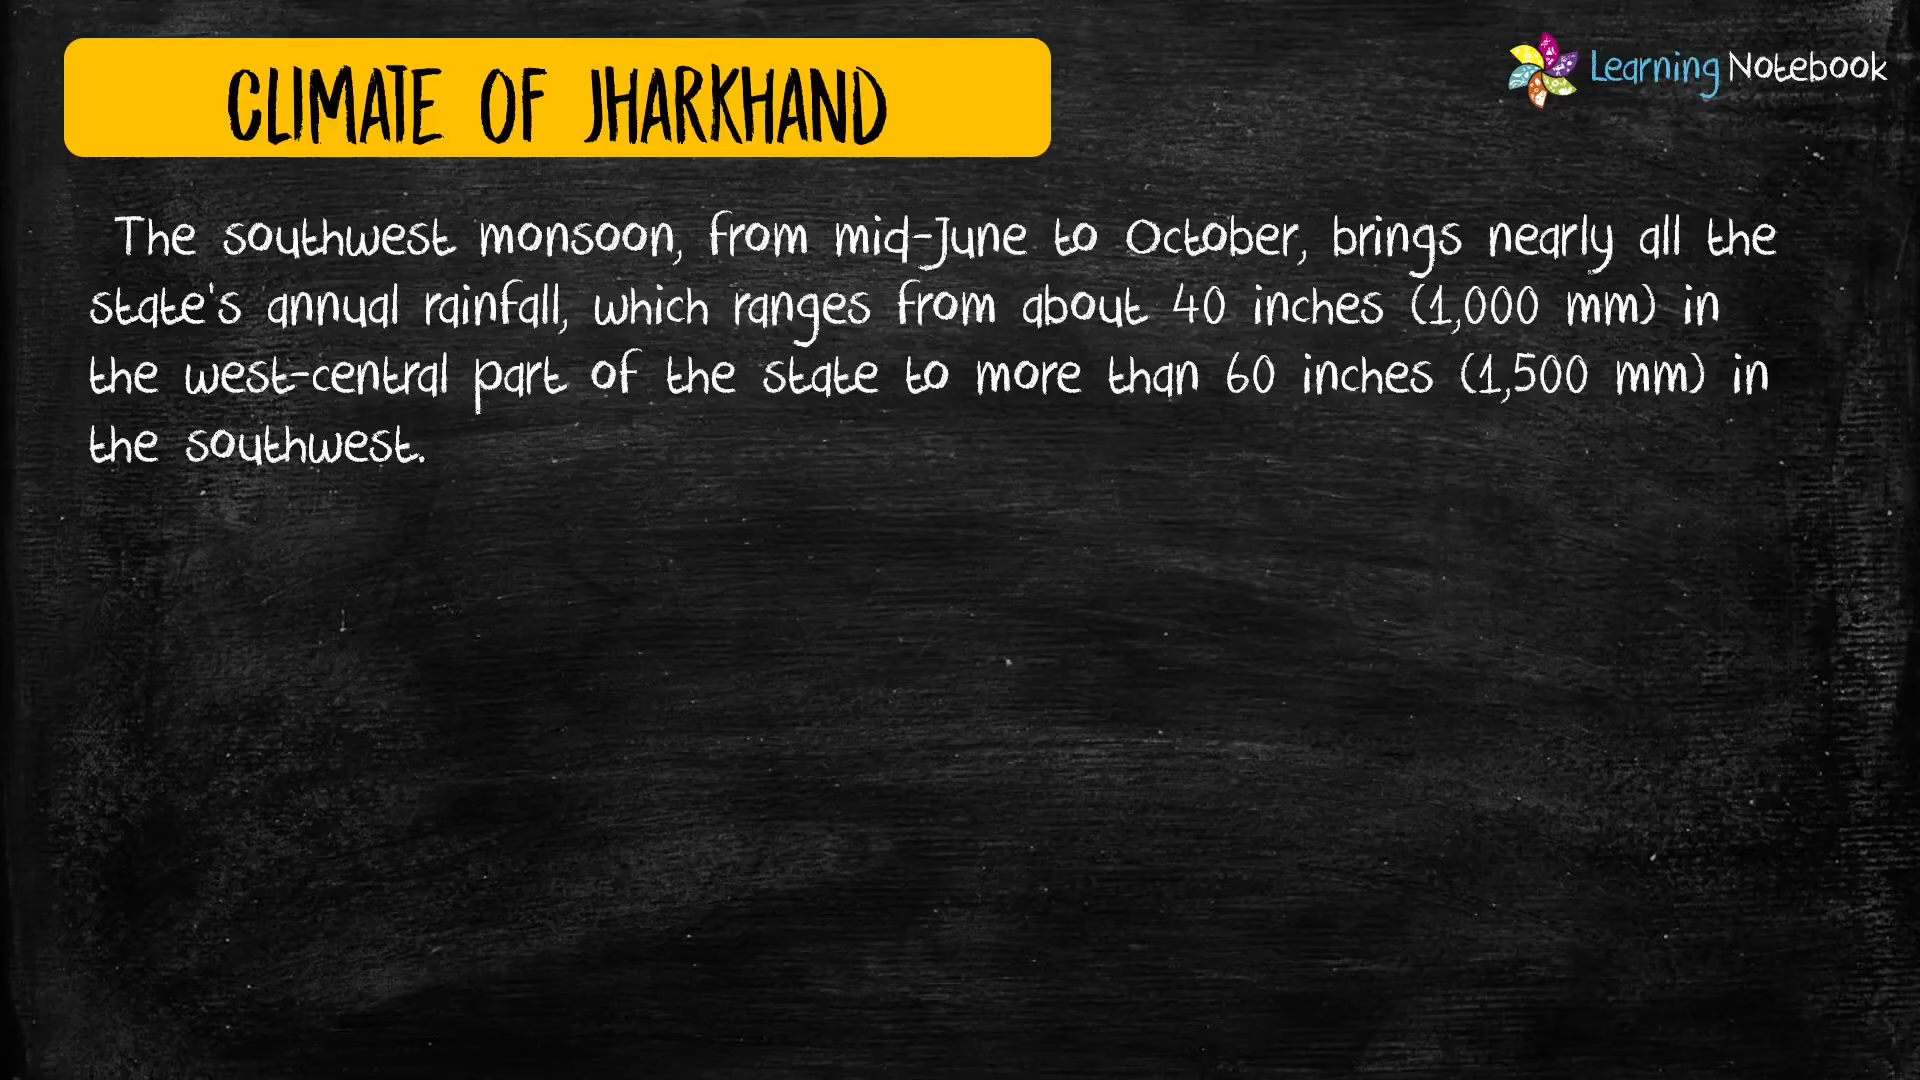 CLIMATE OF JHARKHAND
Learning Notebook
The southwest monsoon, from mid-June to October, brings nearly all the
state's annual rainfall, which ranges from about 40 inches (1,000 mm) in
the west-central part of the state to more than 60 inches (1,500 mm) in
the southwest.